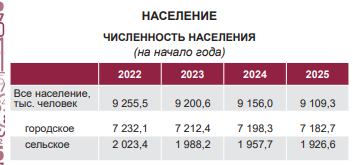 НАСЕЛЕНИЕ
ЧИСЛЕННОСТЬ НАСЕЛЕНИЯ
(на начало года)
2022 2023 2024 2025
Все население,
тыс. человек 9 255,5 9 200,6 9 156,0 9 109,3
городское 7 232,1 7 212,4 7 198,3 7 182,7
сельское 2 023,4 1 988,2 1 957,7 1 926,6